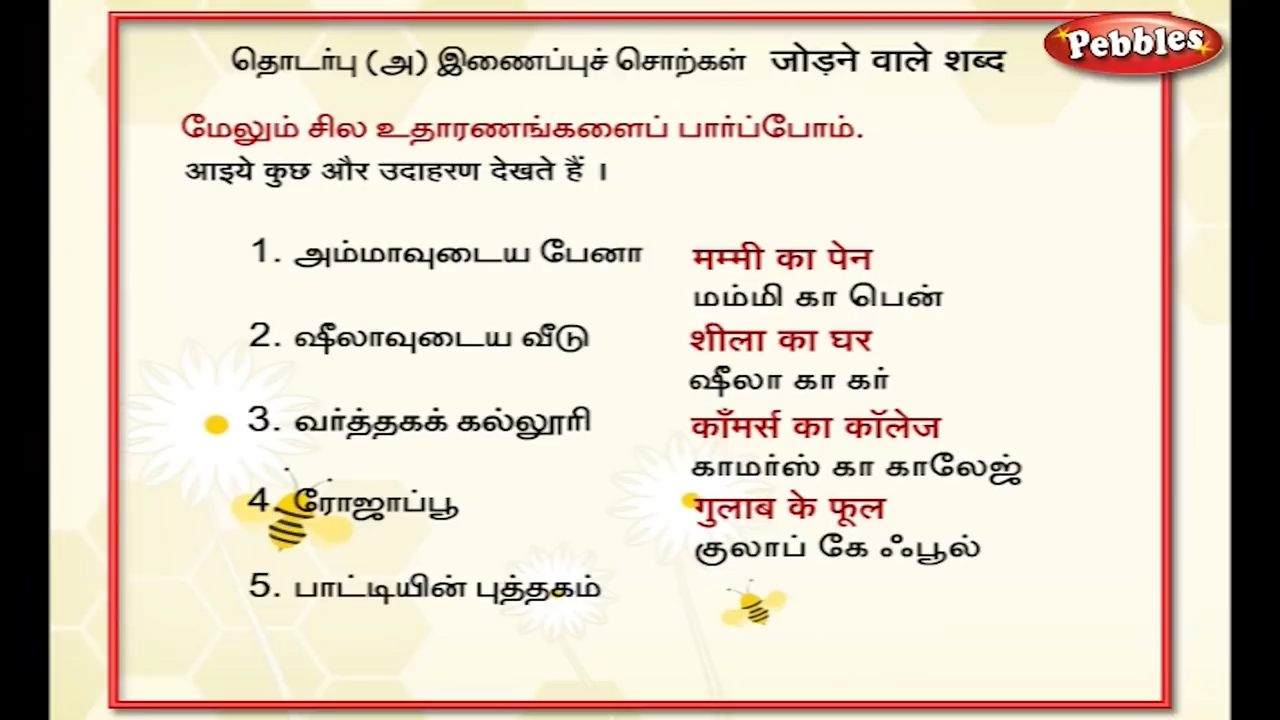 Pebbles
தொடர்பு (அ) இணைப்புச் சொற்கள் जोड़ने वाले शब्द
மேலும் சில உதாரணங்களைப் பார்ப்போம்.
आइये कुछ और उदाहरण देखते हैं ।
1. அம்மாவுடைய பேனா मम्मी का पेन
மம்மி கா பென்
2. ஷீலாவுடைய வீடு शीला का घर
ஷீலா கா கர்
3. வர்த்தகக் கல்லூரி काँमर्स का कॉलेज
காமர்ஸ் கா காலேஜ்
4. ரோஜாப்பூ गुलाब के फूल
குலாப் கே ஃபூல்
5. பாட்டியின் புத்தகம்